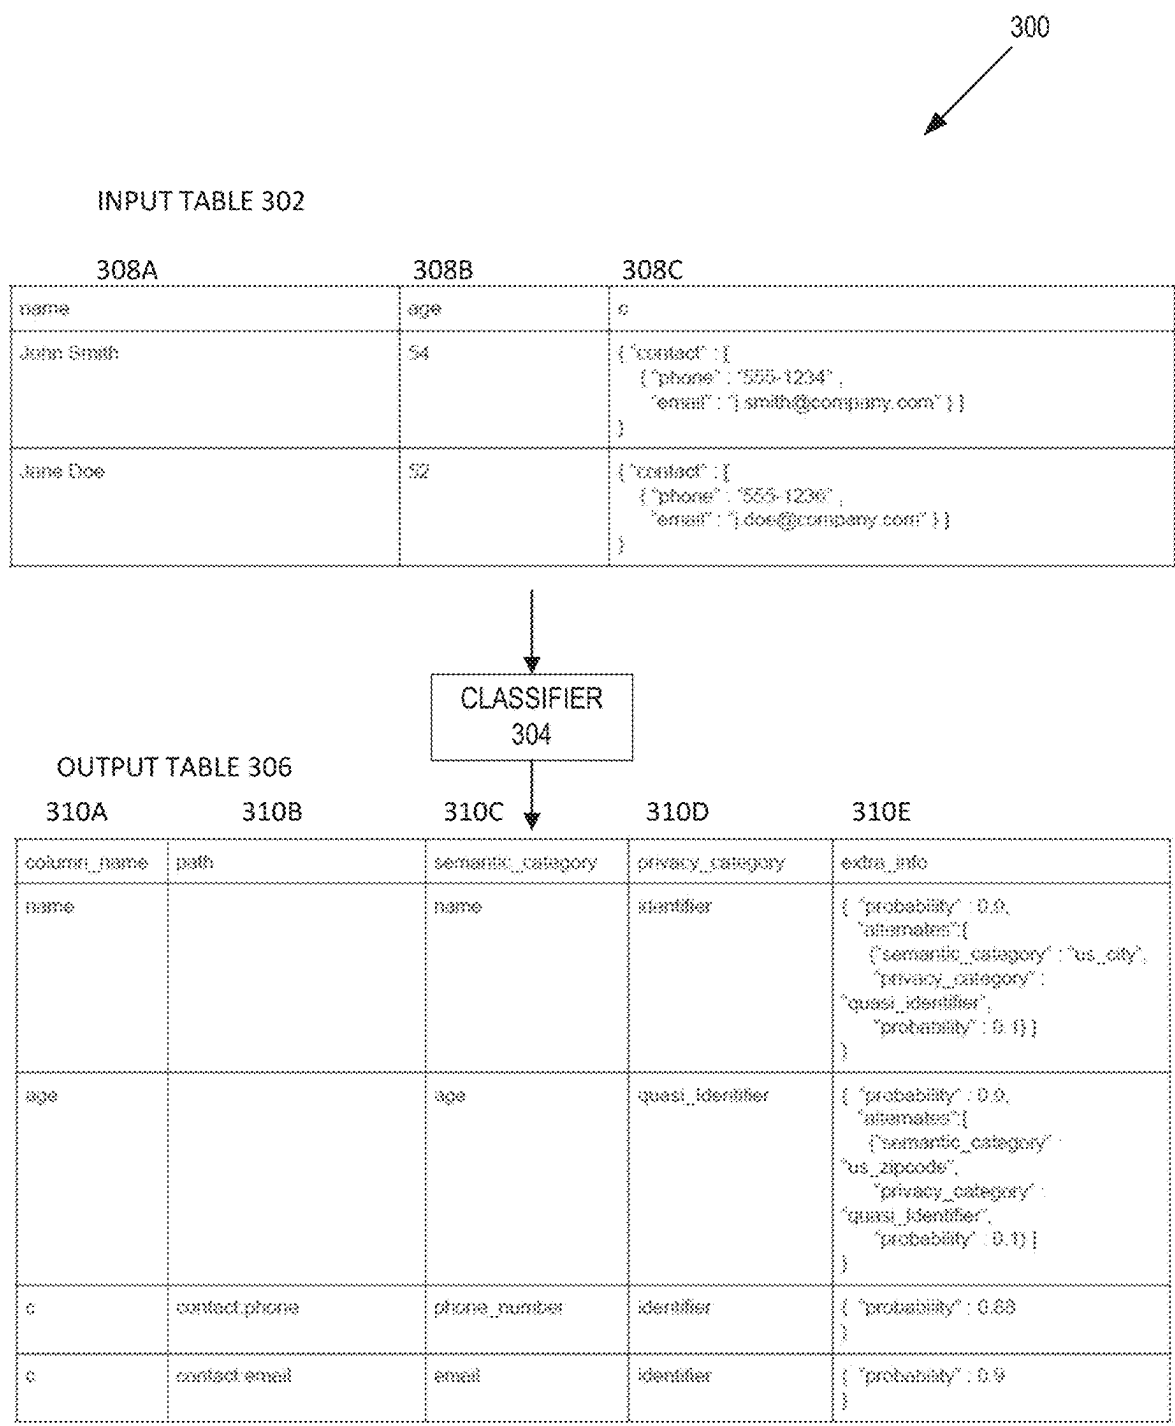 300
INPUT TABLE 302
308A 308B 308C
name age c
John Smith 54 { "contact" : [
{ "phone" : "555-1234" ,
"email" : "j.smith@company.com" } ]
}
Jane Doe 52 { "contact" : [
{ "phone" : "555-1236" ,
"email" : "j.doe@company.com" } ]
}
CLASSIFIER
304
OUTPUT TABLE 306
310A 310B 310C 310D 310E
column_name path semantic_category privacy_category extra_info
name name identifier { "probability" : 0.9,
"alternates":[
{"semantic_category" : "us_city",
"privacy_category" :
"quasi_identifier",
"probability" : 0.1} ]
}
age age quasi_identifier { "probability" : 0.9,
"alternates":[
{"semantic_category" :
"us_zipcode",
"privacy_category" :
"quasi_identifier",
"probability" : 0.1} ]
}
c contact.phone phone_number identifier { "probability" : 0.88
}
c contact.email email identifier { "probability" : 0.9
}